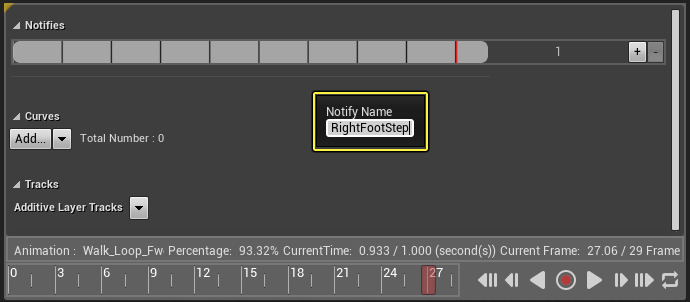 Notifies
1
+
-
Notify Name
RightFootStep
Curves
Add...
Total Number : 0
Tracks
Additive Layer Tracks
Animation : Walk_Loop_Fw Percentage: 93.32% CurrentTime: 0.933 / 1.000 (second(s)) Current Frame: 27.06 / 29 Frame
0 3 6 9 12 15 18 21 24 27